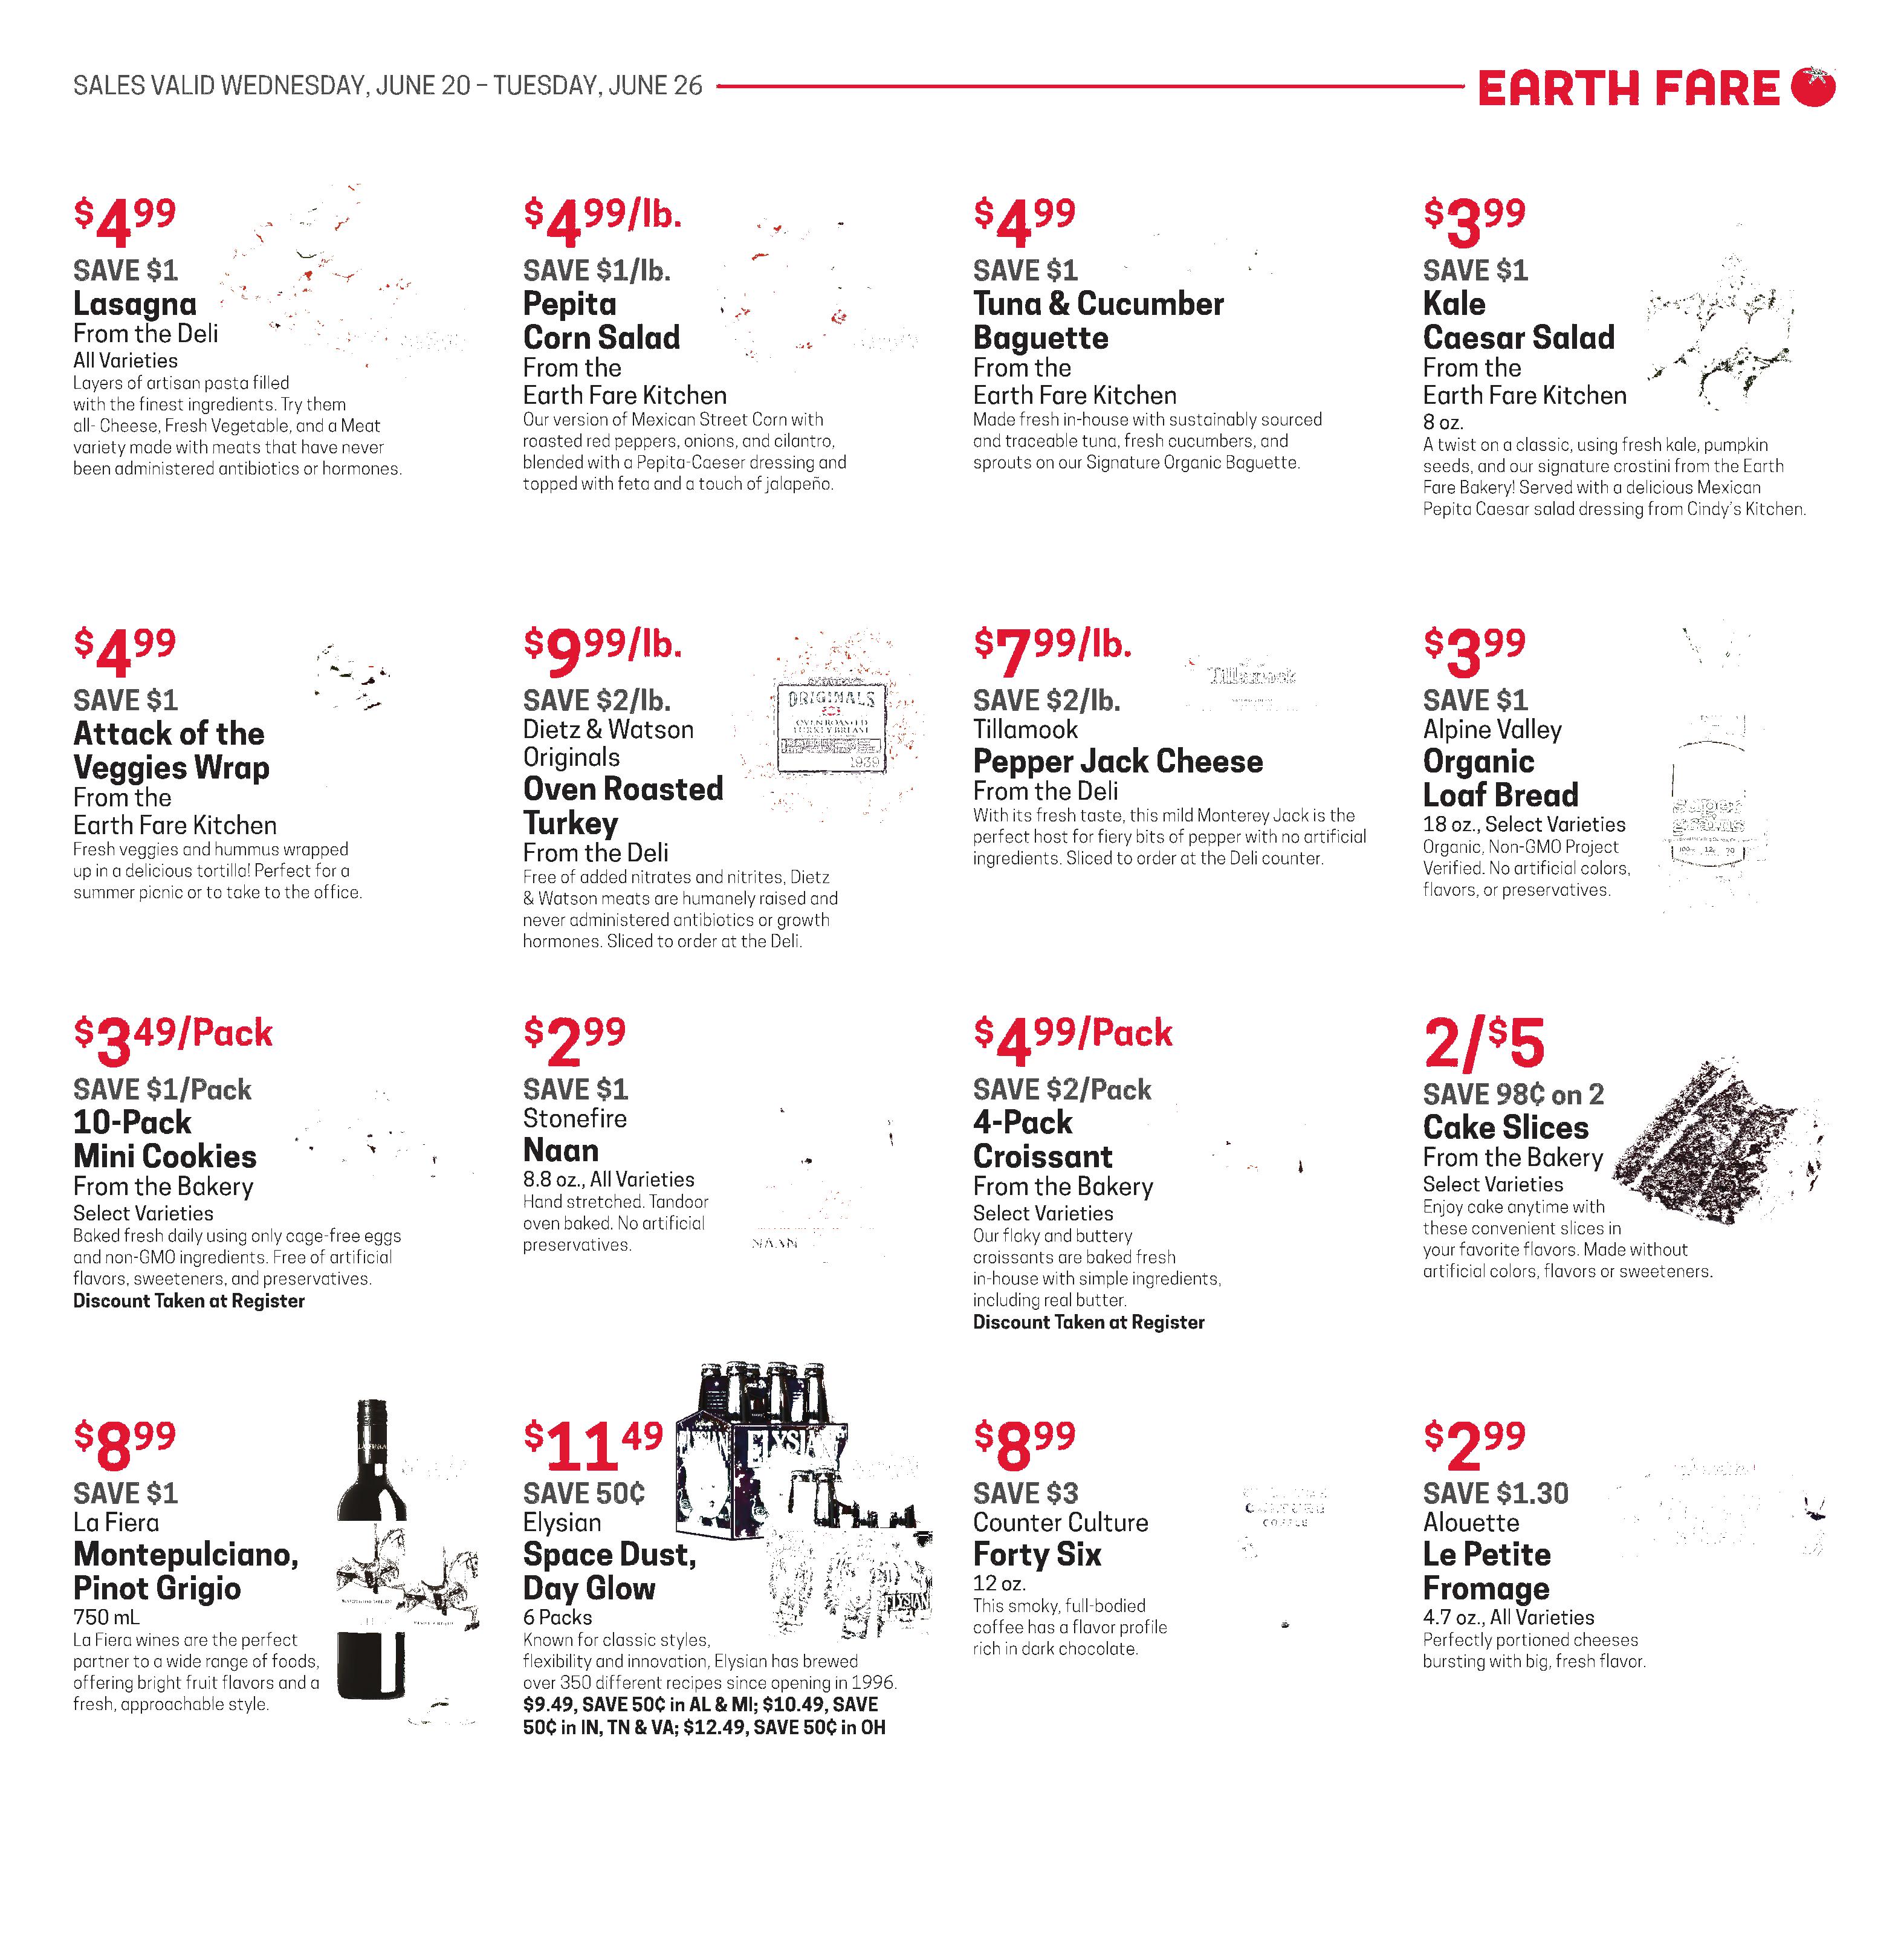 SALES VALID WEDNESDAY, JUNE 20 – TUESDAY, JUNE 26
EARTH FARE
$4.99
SAVE $1
Lasagna
From the Deli
All Varieties
Layers of artisan pasta filled
with the finest ingredients. Try them
all- Cheese, Fresh Vegetable, and a Meat
variety made with meats that have never
been administered antibiotics or hormones.
$4.99/lb.
SAVE $1/lb.
Pepita
Corn Salad
From the
Earth Fare Kitchen
Our version of Mexican Street Corn with
roasted red peppers, onions, and cilantro,
blended with a Pepita-Caeser dressing and
topped with feta and a touch of jalapeño.
$4.99
SAVE $1
Tuna & Cucumber
Baguette
From the
Earth Fare Kitchen
Made fresh in-house with sustainably sourced
and traceable tuna, fresh cucumbers, and
sprouts on our Signature Organic Baguette.
$3.99
SAVE $1
Kale
Caesar Salad
From the
Earth Fare Kitchen
8 oz.
A twist on a classic, using fresh kale, pumpkin
seeds, and our signature crostini from the Earth
Fare Bakery! Served with a delicious Mexican
Pepita Caesar salad dressing from Cindy's Kitchen.
$4.99
SAVE $1
Attack of the
Veggies Wrap
From the
Earth Fare Kitchen
Fresh veggies and hummus wrapped
up in a delicious tortilla! Perfect for a
summer picnic or to take to the office.
$9.99/lb.
SAVE $2/lb.
Dietz & Watson
Originals
Oven Roasted
Turkey
From the Deli
Free of added nitrates and nitrites, Dietz
& Watson meats are humanely raised and
never administered antibiotics or growth
hormones. Sliced to order at the Deli.
ORIGINALS
OVEN ROASTED
TURKEY BREAST
1939
$7.99/lb.
SAVE $2/lb.
Tillamook
Pepper Jack Cheese
From the Deli
With its fresh taste, this mild Monterey Jack is the
perfect host for fiery bits of pepper with no artificial
ingredients. Sliced to order at the Deli counter.
Tillamook
$3.99
SAVE $1
Alpine Valley
Organic
Loaf Bread
18 oz., Select Varieties
Organic, Non-GMO Project
Verified. No artificial colors,
flavors, or preservatives.
$3.49/Pack
SAVE $1/Pack
10-Pack
Mini Cookies
From the Bakery
Select Varieties
Baked fresh daily using only cage-free eggs
and non-GMO ingredients. Free of artificial
flavors, sweeteners, and preservatives.
Discount Taken at Register
$2.99
SAVE $1
Stonefire
Naan
8.8 oz., All Varieties
Hand stretched. Tandoor
oven baked. No artificial
preservatives.
NAAN
$4.99/Pack
SAVE $2/Pack
4-Pack
Croissant
From the Bakery
Select Varieties
Our flaky and buttery
croissants are baked fresh
in-house with simple ingredients,
including real butter.
Discount Taken at Register
2/$5
SAVE 98¢ on 2
Cake Slices
From the Bakery
Select Varieties
Enjoy cake anytime with
these convenient slices in
your favorite flavors. Made without
artificial colors, flavors or sweeteners.
$8.99
SAVE $1
La Fiera
Montepulciano,
Pinot Grigio
750 mL
La Fiera wines are the perfect
partner to a wide range of foods,
offering bright fruit flavors and a
fresh, approachable style.
$11.49
SAVE 50¢
Elysian
Space Dust,
Day Glow
6 Packs
Known for classic styles,
flexibility and innovation, Elysian has brewed
over 350 different recipes since opening in 1996.
$9.49, SAVE 50¢ in AL & MI; $10.49, SAVE
50¢ in IN, TN & VA; $12.49, SAVE 50¢ in OH
ELYSIAN
ELYSIAN
$8.99
SAVE $3
Counter Culture
Forty Six
12 oz.
This smoky, full-bodied
coffee has a flavor profile
rich in dark chocolate.
COFFEE
$2.99
SAVE $1.30
Alouette
Le Petite
Fromage
4.7 oz., All Varieties
Perfectly portioned cheeses
bursting with big, fresh flavor.